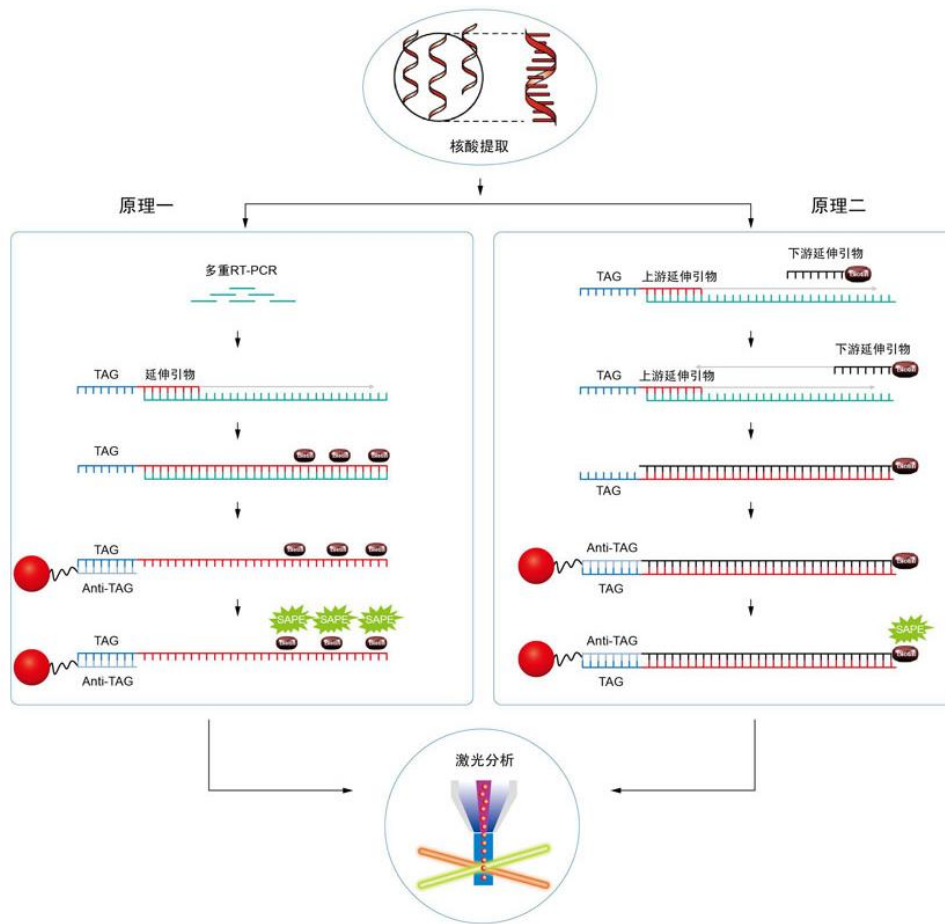 核酸提取
原理一
原理二
多重RT-PCR
TAG
延伸引物
TAG
TAG
Anti-TAG
SAPE
SAPE
SAPE
TAG
Anti-TAG
下游延伸引物
TAG
上游延伸引物
下游延伸引物
TAG
上游延伸引物
TAG
Anti-TAG
TAG
SAPE
Anti-TAG
TAG
激光分析